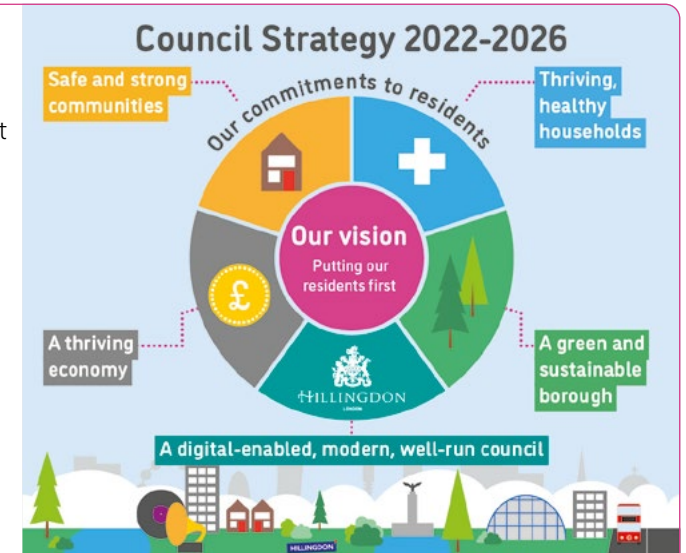 Council Strategy 2022-2026
Safe and strong
communities
Our commitments to residents
Thriving,
healthy
households
Our vision
Putting our
residents first
£
A thriving
economy
HILLINGDON
LONDON
A green and
sustainable
borough
A digital-enabled, modern, well-run council
HILLINGDON
t